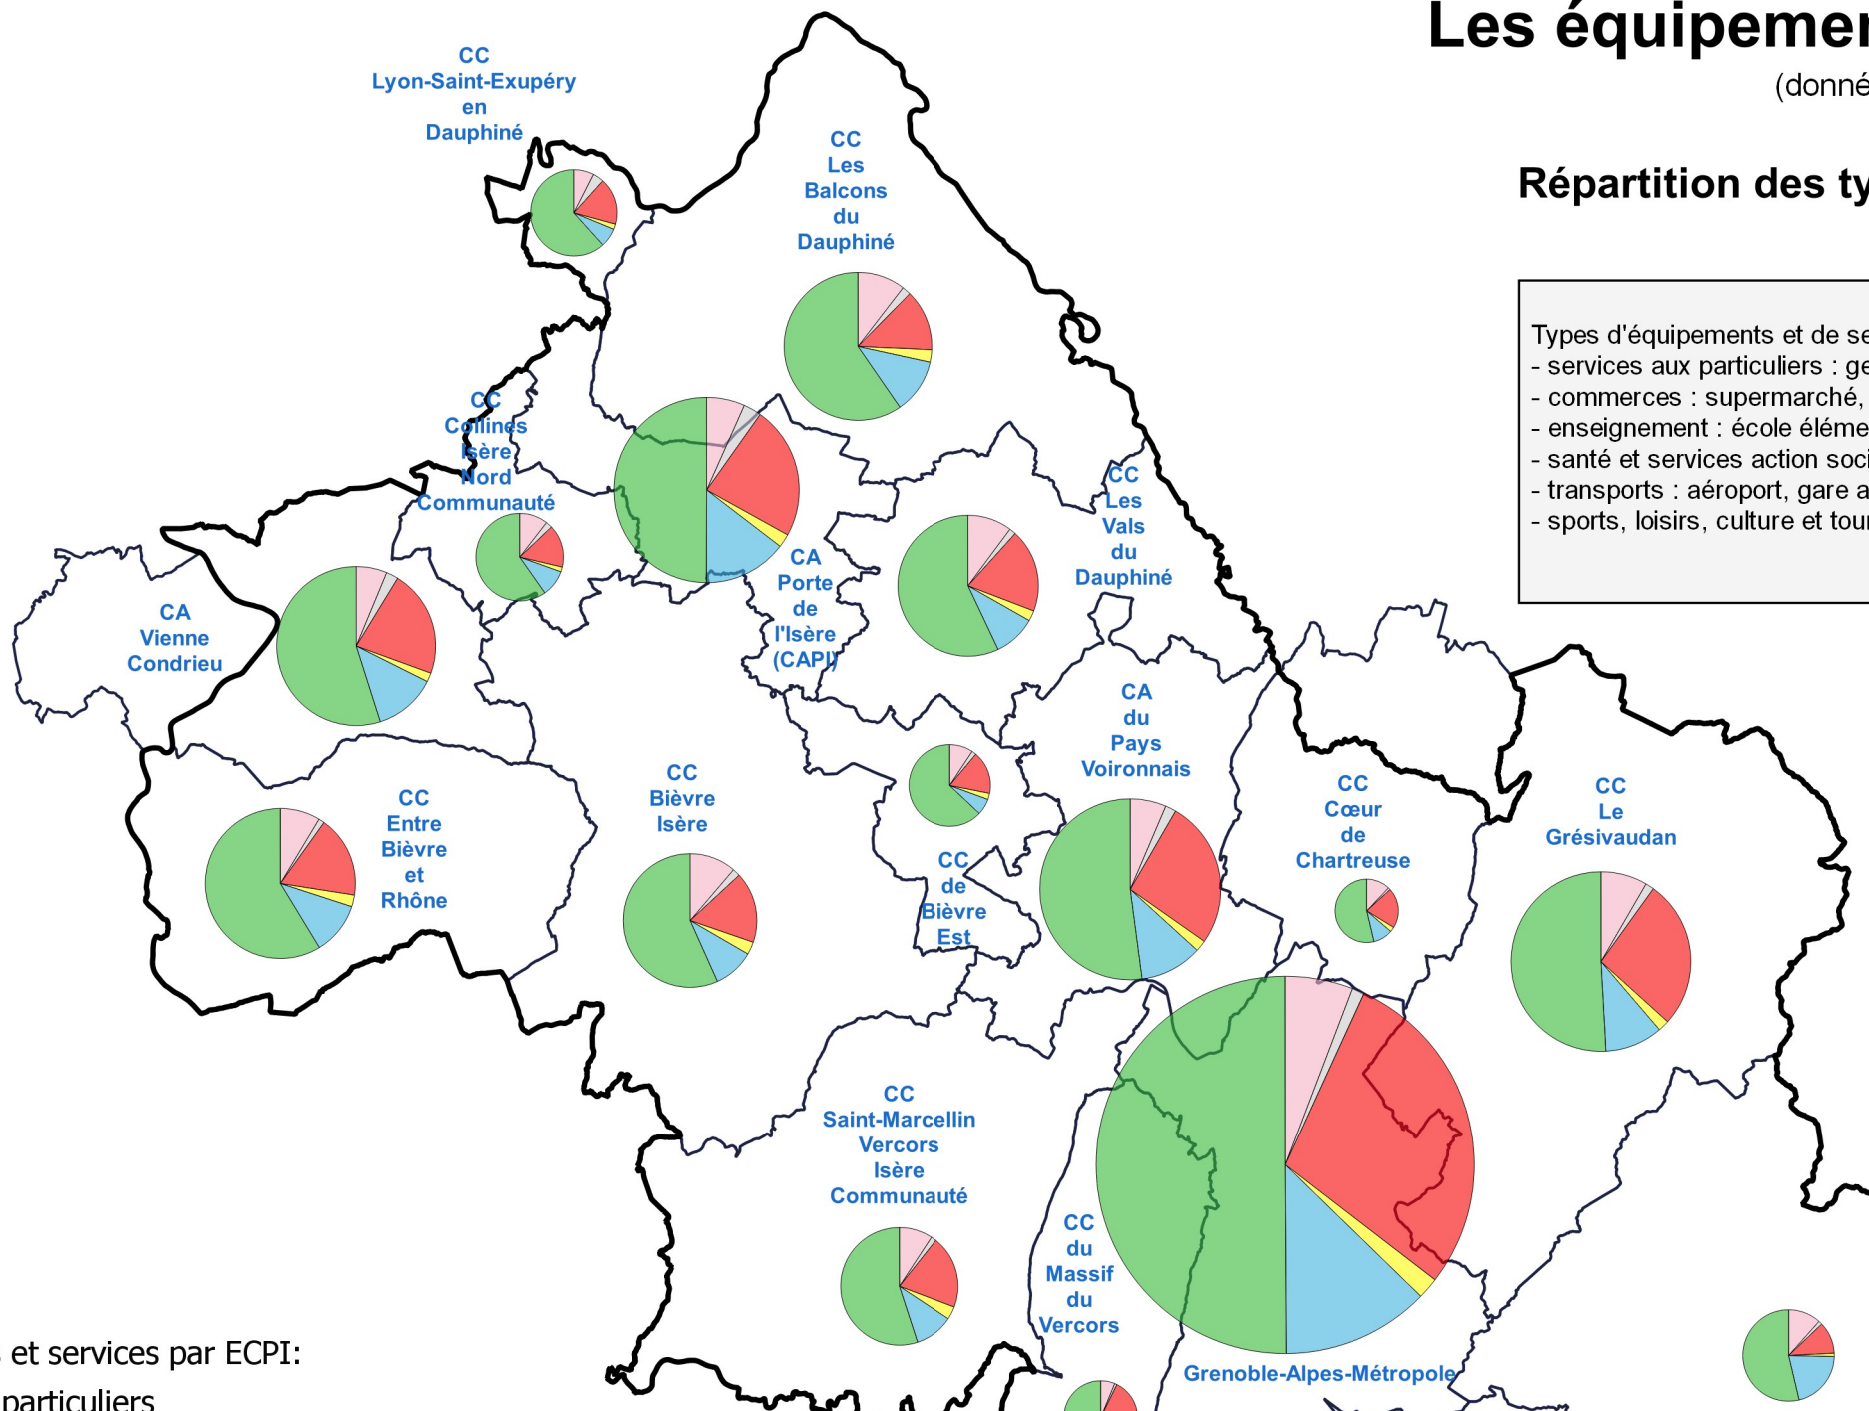 Les équipemen
(donné
Répartition des ty
Types d'équipements et de se
- services aux particuliers : ge
- commerces : supermarché,
- enseignement : école éléme
- santé et services action soci
- transports : aéroport, gare a
- sports, loisirs, culture et tour
CC
Lyon-Saint-Exupéry
en
Dauphiné
CC
Les
Balcons
du
Dauphiné
CC
Collines
Isère
Nord
Communauté
CC
Les
Vals
du
Dauphiné
CA
Porte
de
l'Isère
(CAPI)
CA
Vienne
Condrieu
CA
du
Pays
Voironnais
CC
Bièvre
Isère
CC
Entre
Bièvre
et
Rhône
CC
Cœur
de
Chartreuse
CC
Le
Grésivaudan
CC
de
Bièvre
Est
CC
Saint-Marcellin
Vercors
Isère
Communauté
CC
du
Massif
du
Vercors
Grenoble-Alpes-Métropole
s et services par ECPI:
particuliers